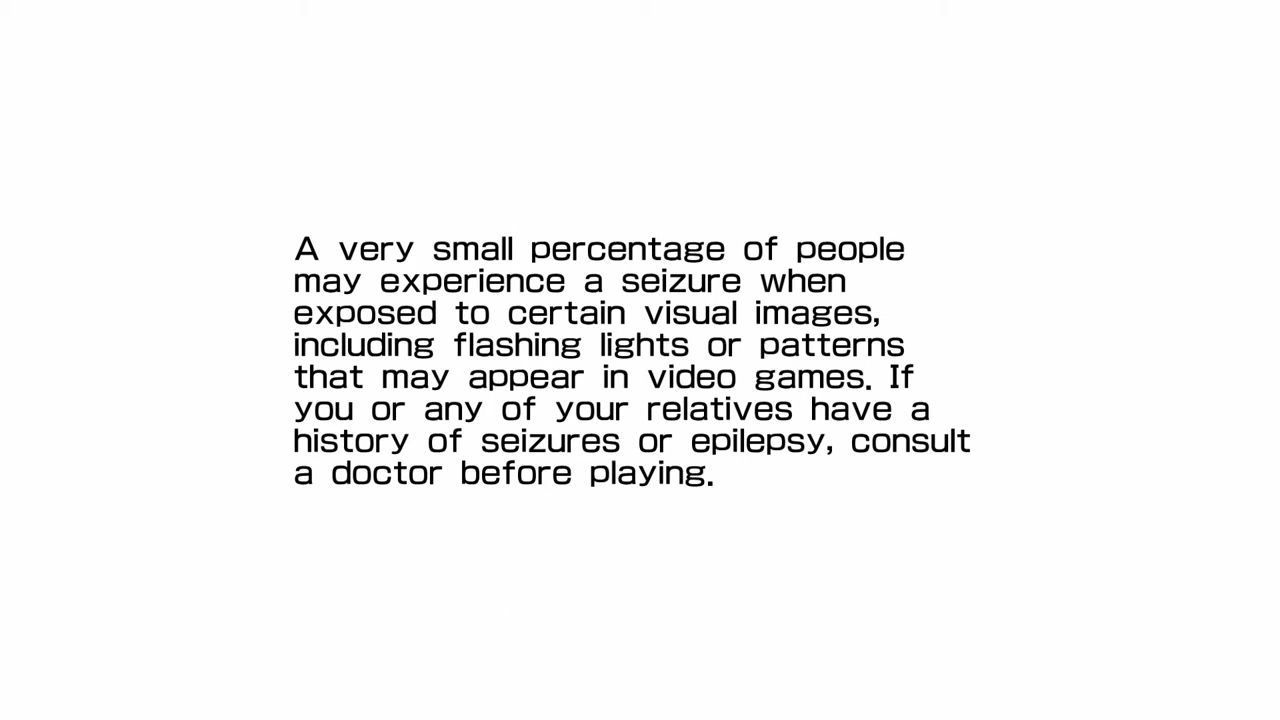 A very small percentage of people
may experience a seizure when
exposed to certain visual images,
including flashing lights or patterns
that may appear in video games. If
you or any of your relatives have a
history of seizures or epilepsy, consult
a doctor before playing.